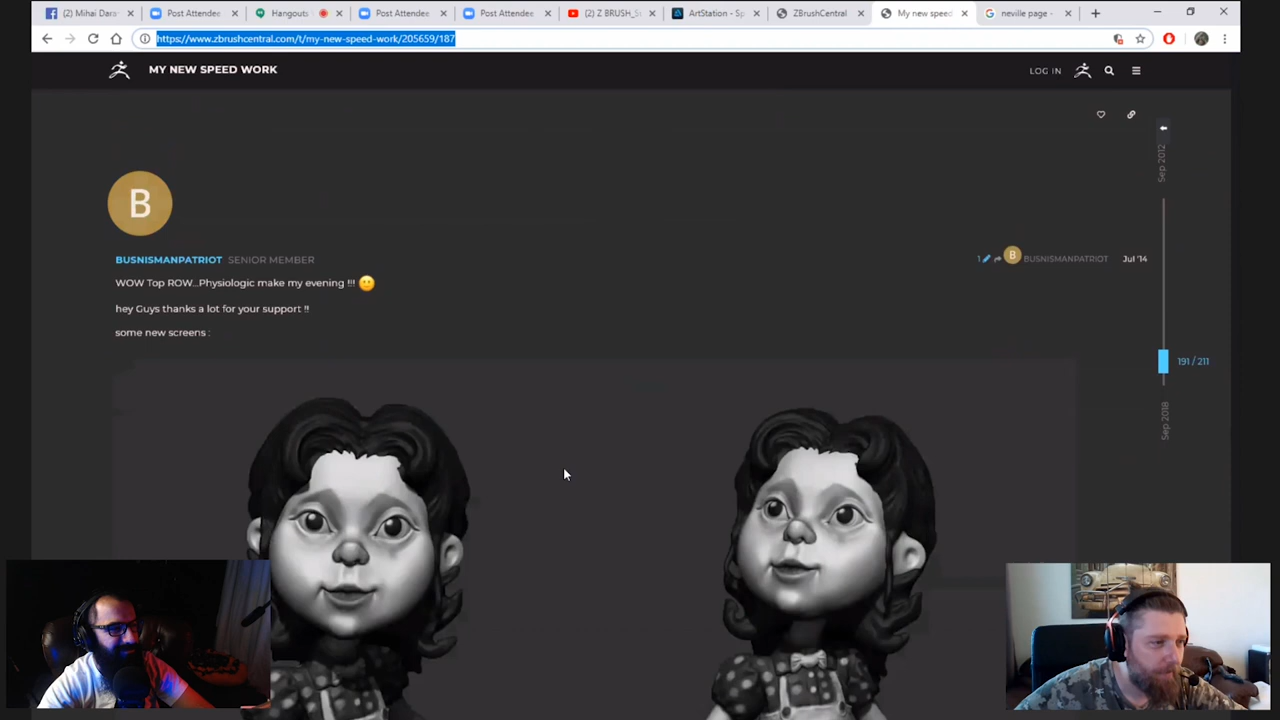 (2) Mihai Dara
Post Attendee
Hangouts
Post Attendee
Post Attendee
(2) Z BRUSH_S
ArtStation - Sp
ZBrushCentral
My new speed
neville page -
https://www.zbrushcentral.com/t/my-new-speed-work/205659/187
MY NEW SPEED WORK
LOG IN
Sep 2012
B
BUSNISMANPATRIOT SENIOR MEMBER
1 B BUSNISMANPATRIOT Jul '14
WOW Top ROW...Physiologic make my evening !!!
hey Guys thanks a lot for your support !!
some new screens :
191 / 211
Sep 2018